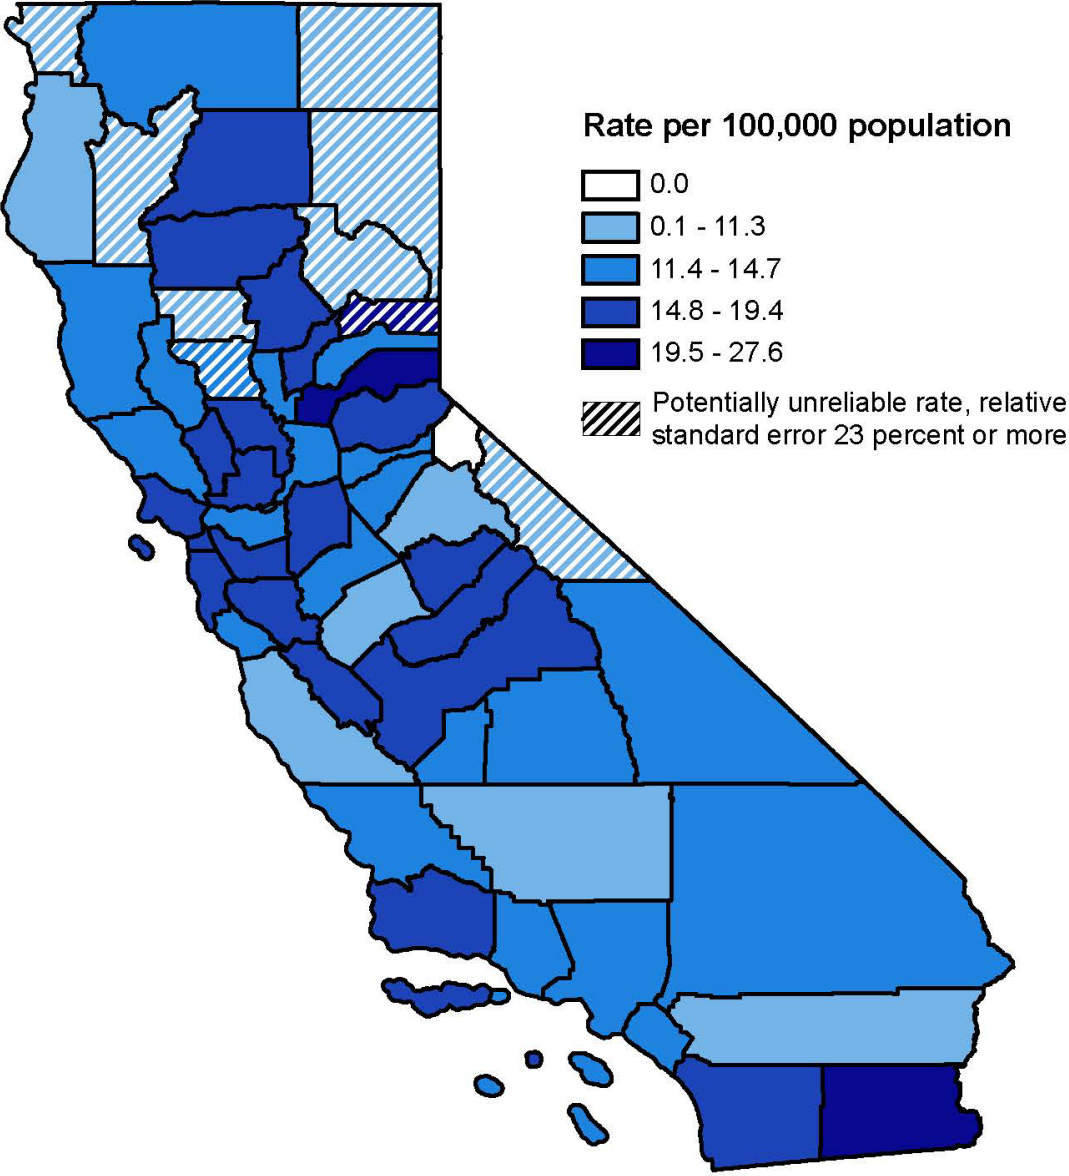 Rate per 100,000 population
0.0
0.1 - 11.3
11.4 - 14.7
14.8 - 19.4
19.5 - 27.6
Potentially unreliable rate, relative
standard error 23 percent or more